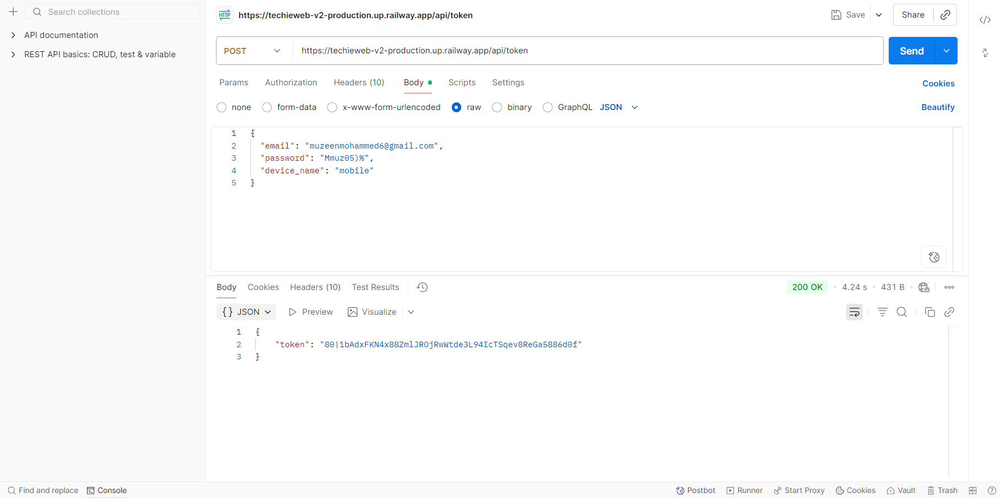 Search collections
API documentation
REST API basics: CRUD, test & variable
HTTP https://techieweb-v2-production.up.railway.app/api/token
Save
Share
POST
https://techieweb-v2-production.up.railway.app/api/token
Send
Params Authorization Headers (10) Body Scripts Settings
Cookies
none form-data x-www-form-urlencoded raw binary GraphQL JSON
Beautify
1 {
2 "email": "muzeenmohammed6@gmail.com",
3 "password": "Mmuz05)%",
4 "device_name": "mobile"
5 }
Body Cookies Headers (10) Test Results
200 OK • 4.24 s • 431 B
{} JSON Preview Visualize
1 {
2 "token": "80|1bAdxFKN4x88ZmlJROjRwWtde3L94IcTSqev8ReGa5886d0f"
3 }
Find and replace Console
Postbot Runner Start Proxy Cookies Vault Trash